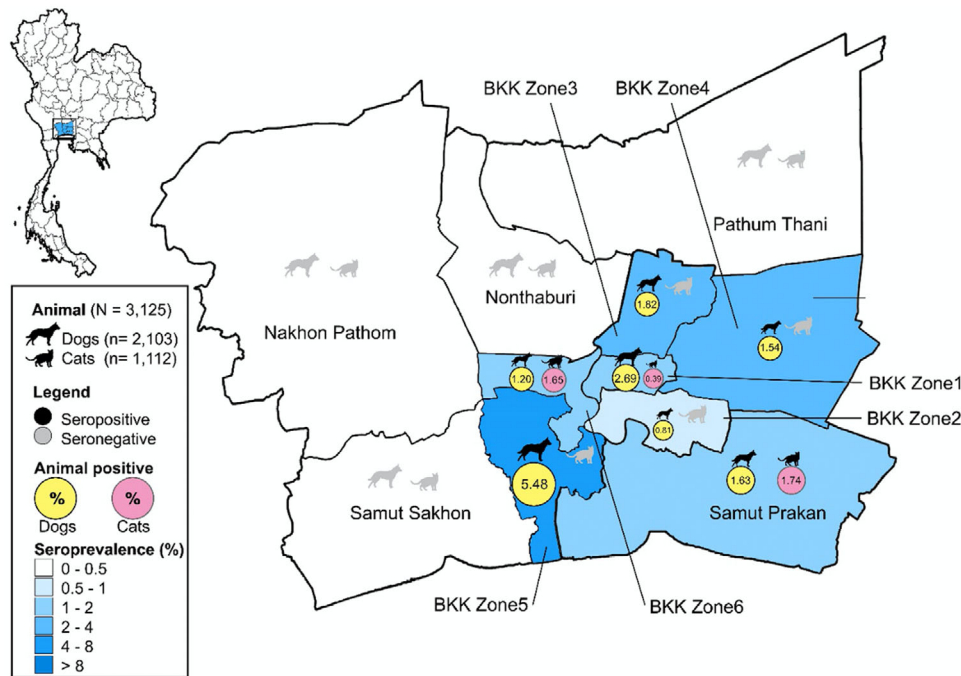 BKK Zone3
BKK Zone4
Pathum Thani
Nonthaburi
Nakhon Pathom
1.62
1.54
1.20
1.65
2.69
0.39
BKK Zone1
BKK Zone2
0.81
5.48
1.63
1.74
Samut Sakhon
Samut Prakan
BKK Zone5
BKK Zone6
Animal (N = 3,125)
Dogs (n= 2,103)
Cats (n= 1,112)
Legend
Seropositive
Seronegative
Animal positive
% %
Dogs Cats
Seroprevalence (%)
0 - 0.5
0.5 - 1
1 - 2
2 - 4
4 - 8
> 8